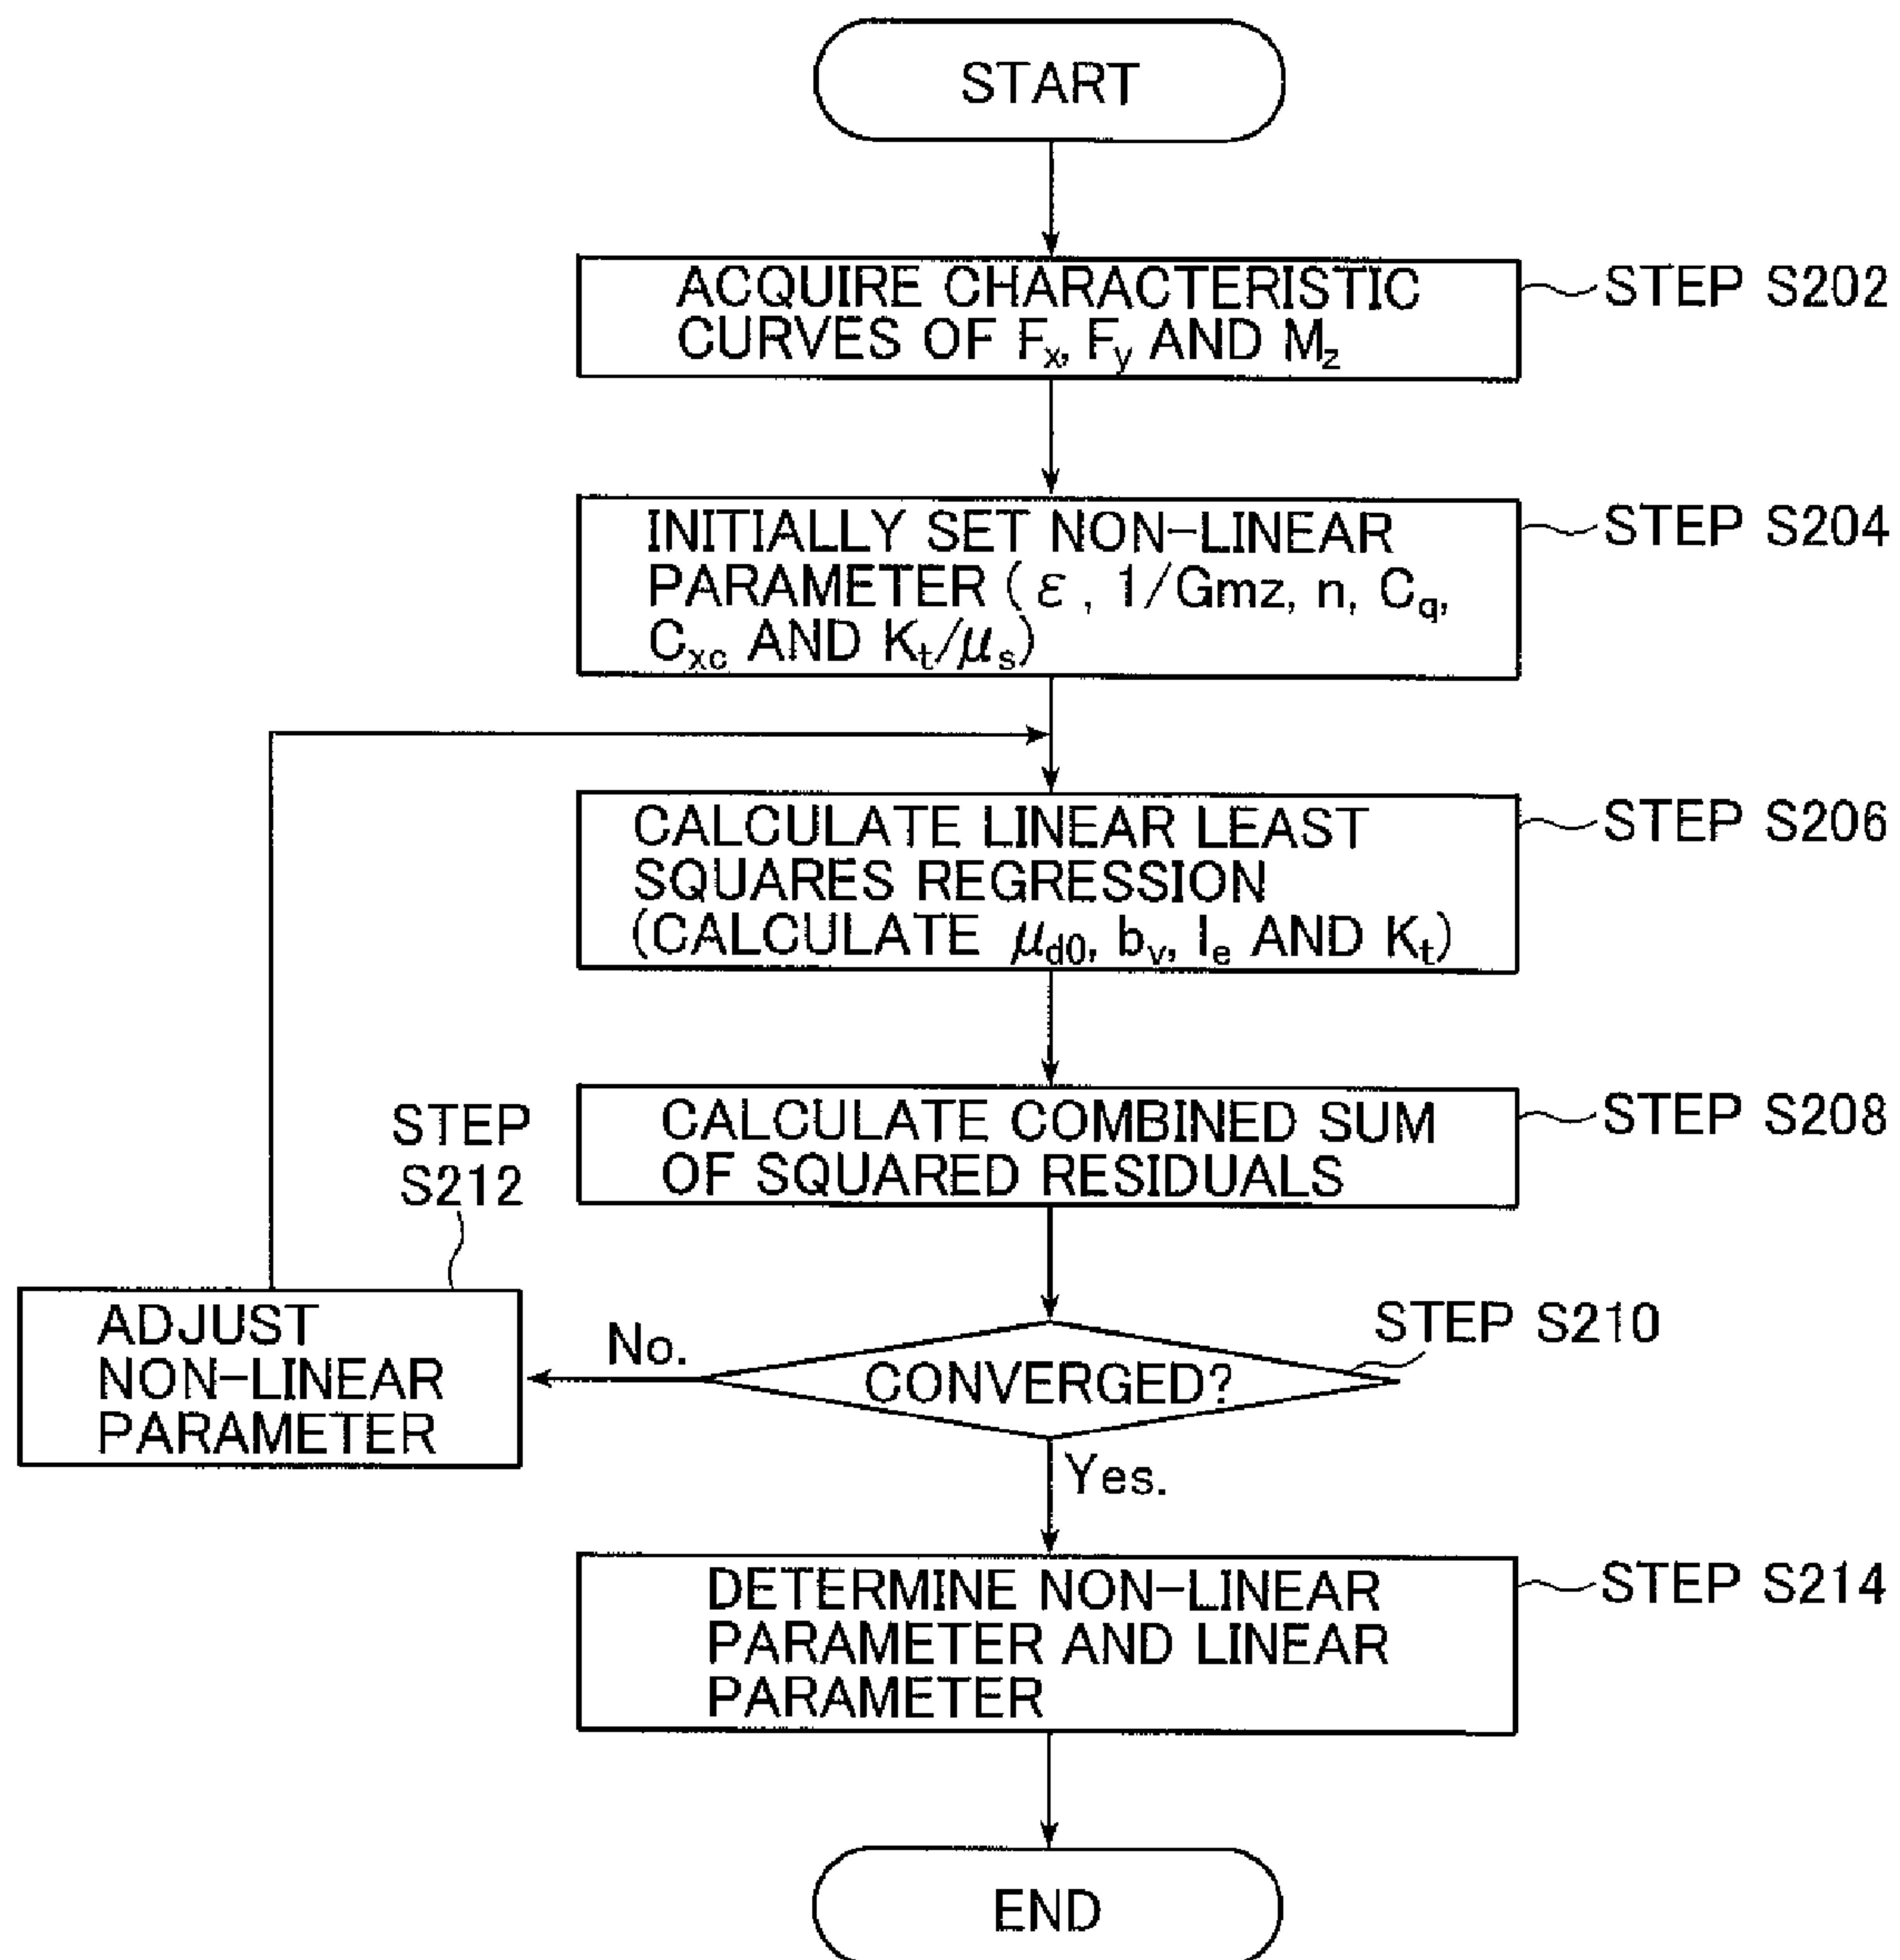 START
ACQUIRE CHARACTERISTIC
CURVES OF Fx, Fy AND Mz
STEP S202
INITIALLY SET NON-LINEAR
PARAMETER (ε, 1/Gmz, n, Cq,
Cxc AND Kt/μs)
STEP S204
CALCULATE LINEAR LEAST
SQUARES REGRESSION
(CALCULATE μd0, bv, le AND Kt)
STEP S206
CALCULATE COMBINED SUM
OF SQUARED RESIDUALS
STEP S208
STEP
S212
ADJUST
NON-LINEAR
PARAMETER
No.
CONVERGED?
STEP S210
Yes.
DETERMINE NON-LINEAR
PARAMETER AND LINEAR
PARAMETER
STEP S214
END